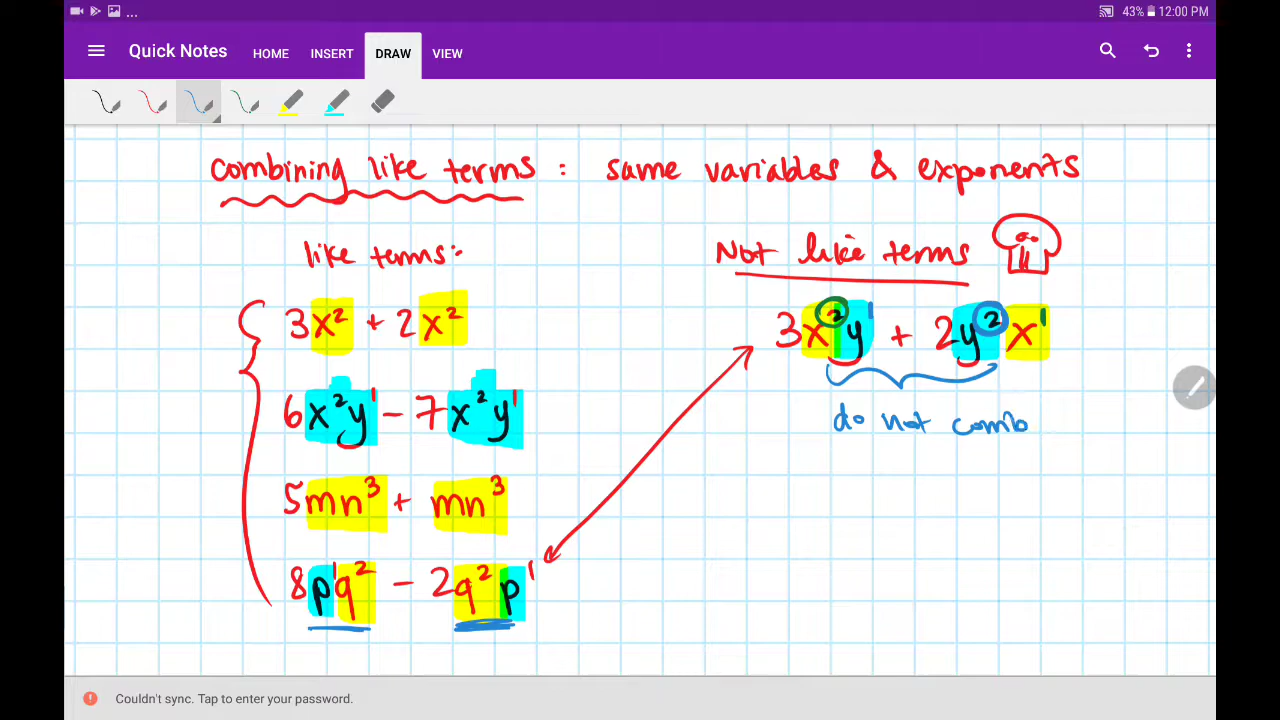 ... 43% 12:00 PM
Quick Notes HOME INSERT DRAW VIEW
combining like terms : same variables & exponents
like terms:
3x² + 2x²
6x²y¹ - 7x²y¹
5mn³ + mn³
8p¹q² - 2q²p¹
Not like terms
3x²y¹ + 2y²x¹
do not comb
Couldn't sync. Tap to enter your password.